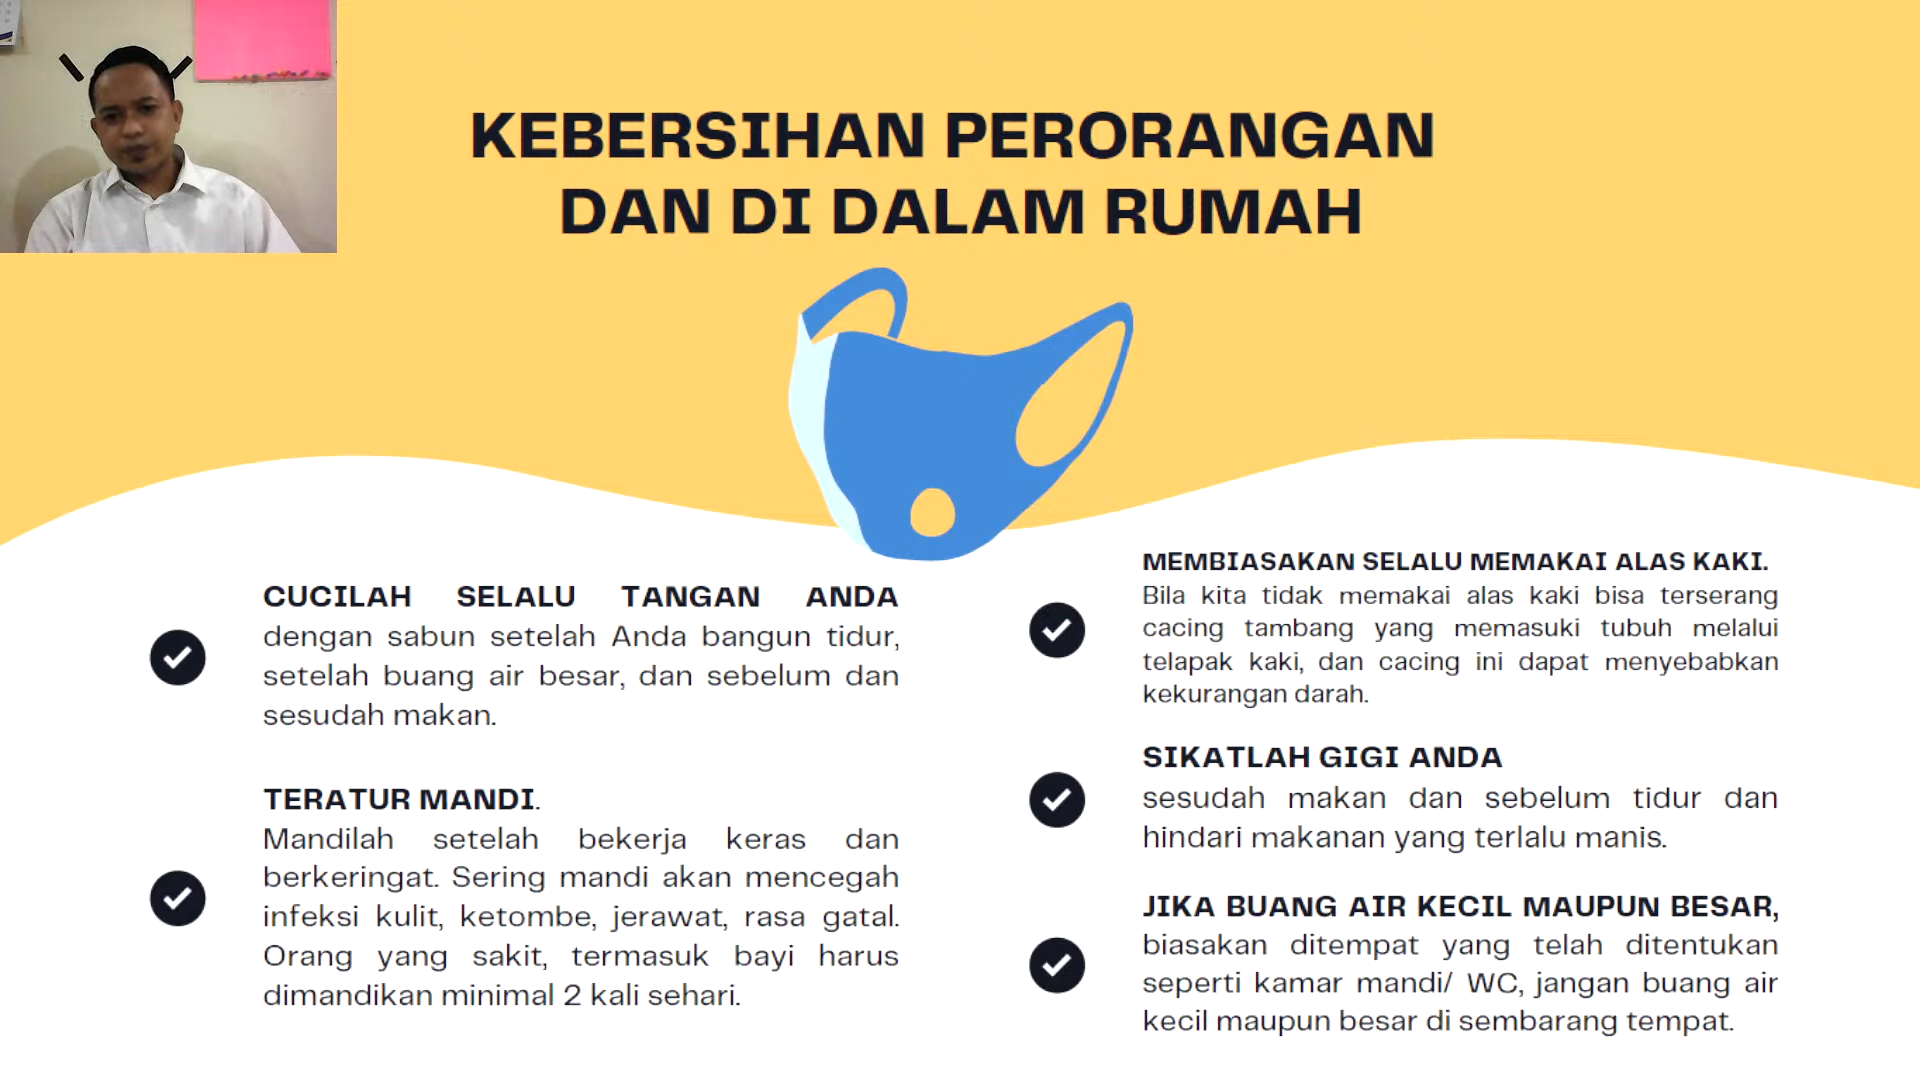 KEBERSIHAN PERORANGAN
DAN DI DALAM RUMAH
CUCILAH SELALU TANGAN ANDA
dengan sabun setelah Anda bangun tidur,
setelah buang air besar, dan sebelum dan
sesudah makan.
TERATUR MANDI.
Mandilah setelah bekerja keras dan
berkeringat. Sering mandi akan mencegah
infeksi kulit, ketombe, jerawat, rasa gatal.
Orang yang sakit, termasuk bayi harus
dimandikan minimal 2 kali sehari.
MEMBIASAKAN SELALU MEMAKAI ALAS KAKI.
Bila kita tidak memakai alas kaki bisa terserang
cacing tambang yang memasuki tubuh melalui
telapak kaki, dan cacing ini dapat menyebabkan
kekurangan darah.
SIKATLAH GIGI ANDA
sesudah makan dan sebelum tidur dan
hindari makanan yang terlalu manis.
JIKA BUANG AIR KECIL MAUPUN BESAR,
biasakan ditempat yang telah ditentukan
seperti kamar mandi/ WC, jangan buang air
kecil maupun besar di sembarang tempat.